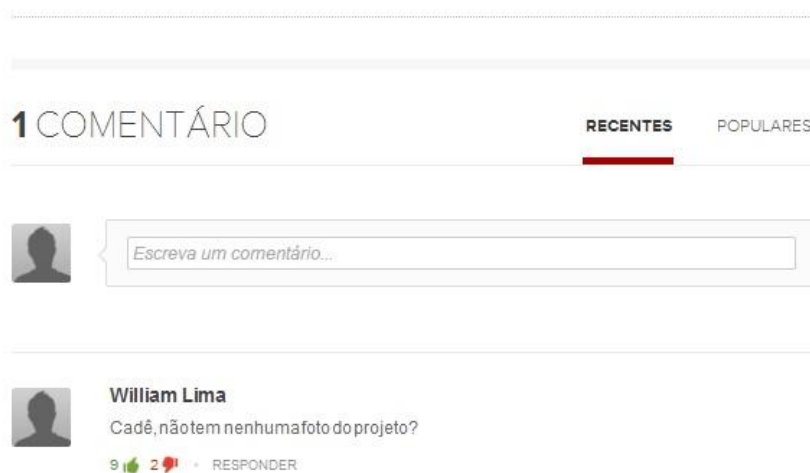 1 COMENTÁRIO
RECENTES
POPULARES
Escreva um comentário...
William Lima
Cadê, não tem nenhuma foto do projeto?
9 2 · RESPONDER